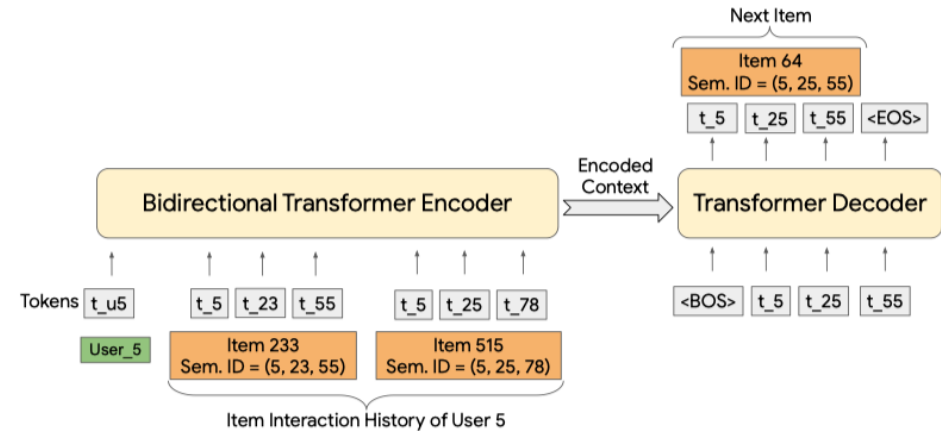 Next Item
Item 64
Sem. ID = (5, 25, 55)
t_5 t_25 t_55 <EOS>
Bidirectional Transformer Encoder
Encoded
Context
Transformer Decoder
Tokens t_u5 t_5 t_23 t_55 t_5 t_25 t_78
<BOS> t_5 t_25 t_55
User_5
Item 233
Sem. ID = (5, 23, 55)
Item 515
Sem. ID = (5, 25, 78)
Item Interaction History of User 5